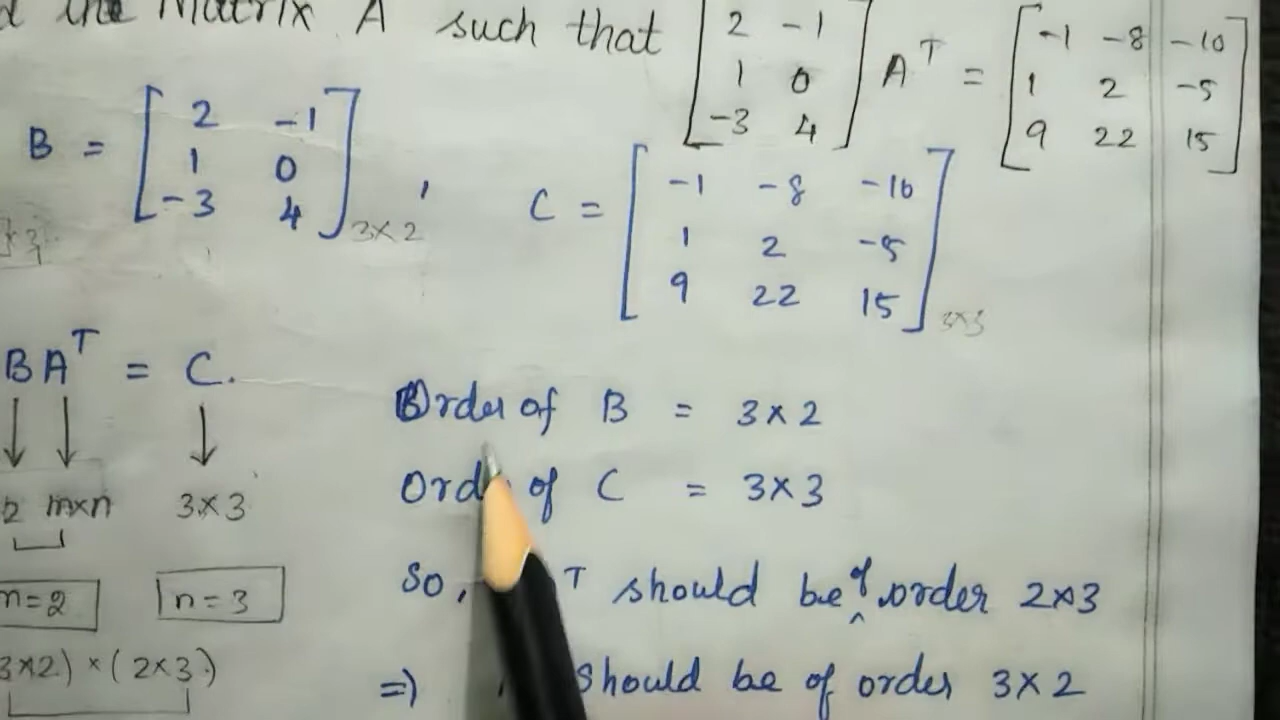 the Matrix A such that [ 2 -1 ] A^T = [ -1 -8 -10 ]
1 0 1 2 -5
-3 4 9 22 15
B = [ 2 -1 ]
1 0
-3 4 ] 3×2 ,
C = [ -1 -8 -10 ]
1 2 -5
9 22 15 ] 3×3
BA^T = C.
2 m×n 3×3
n=3
3×2) × (2×3)
Order of B = 3×2
Order of C = 3×3
So, T should be of order 2×3
⇒) should be of order 3×2